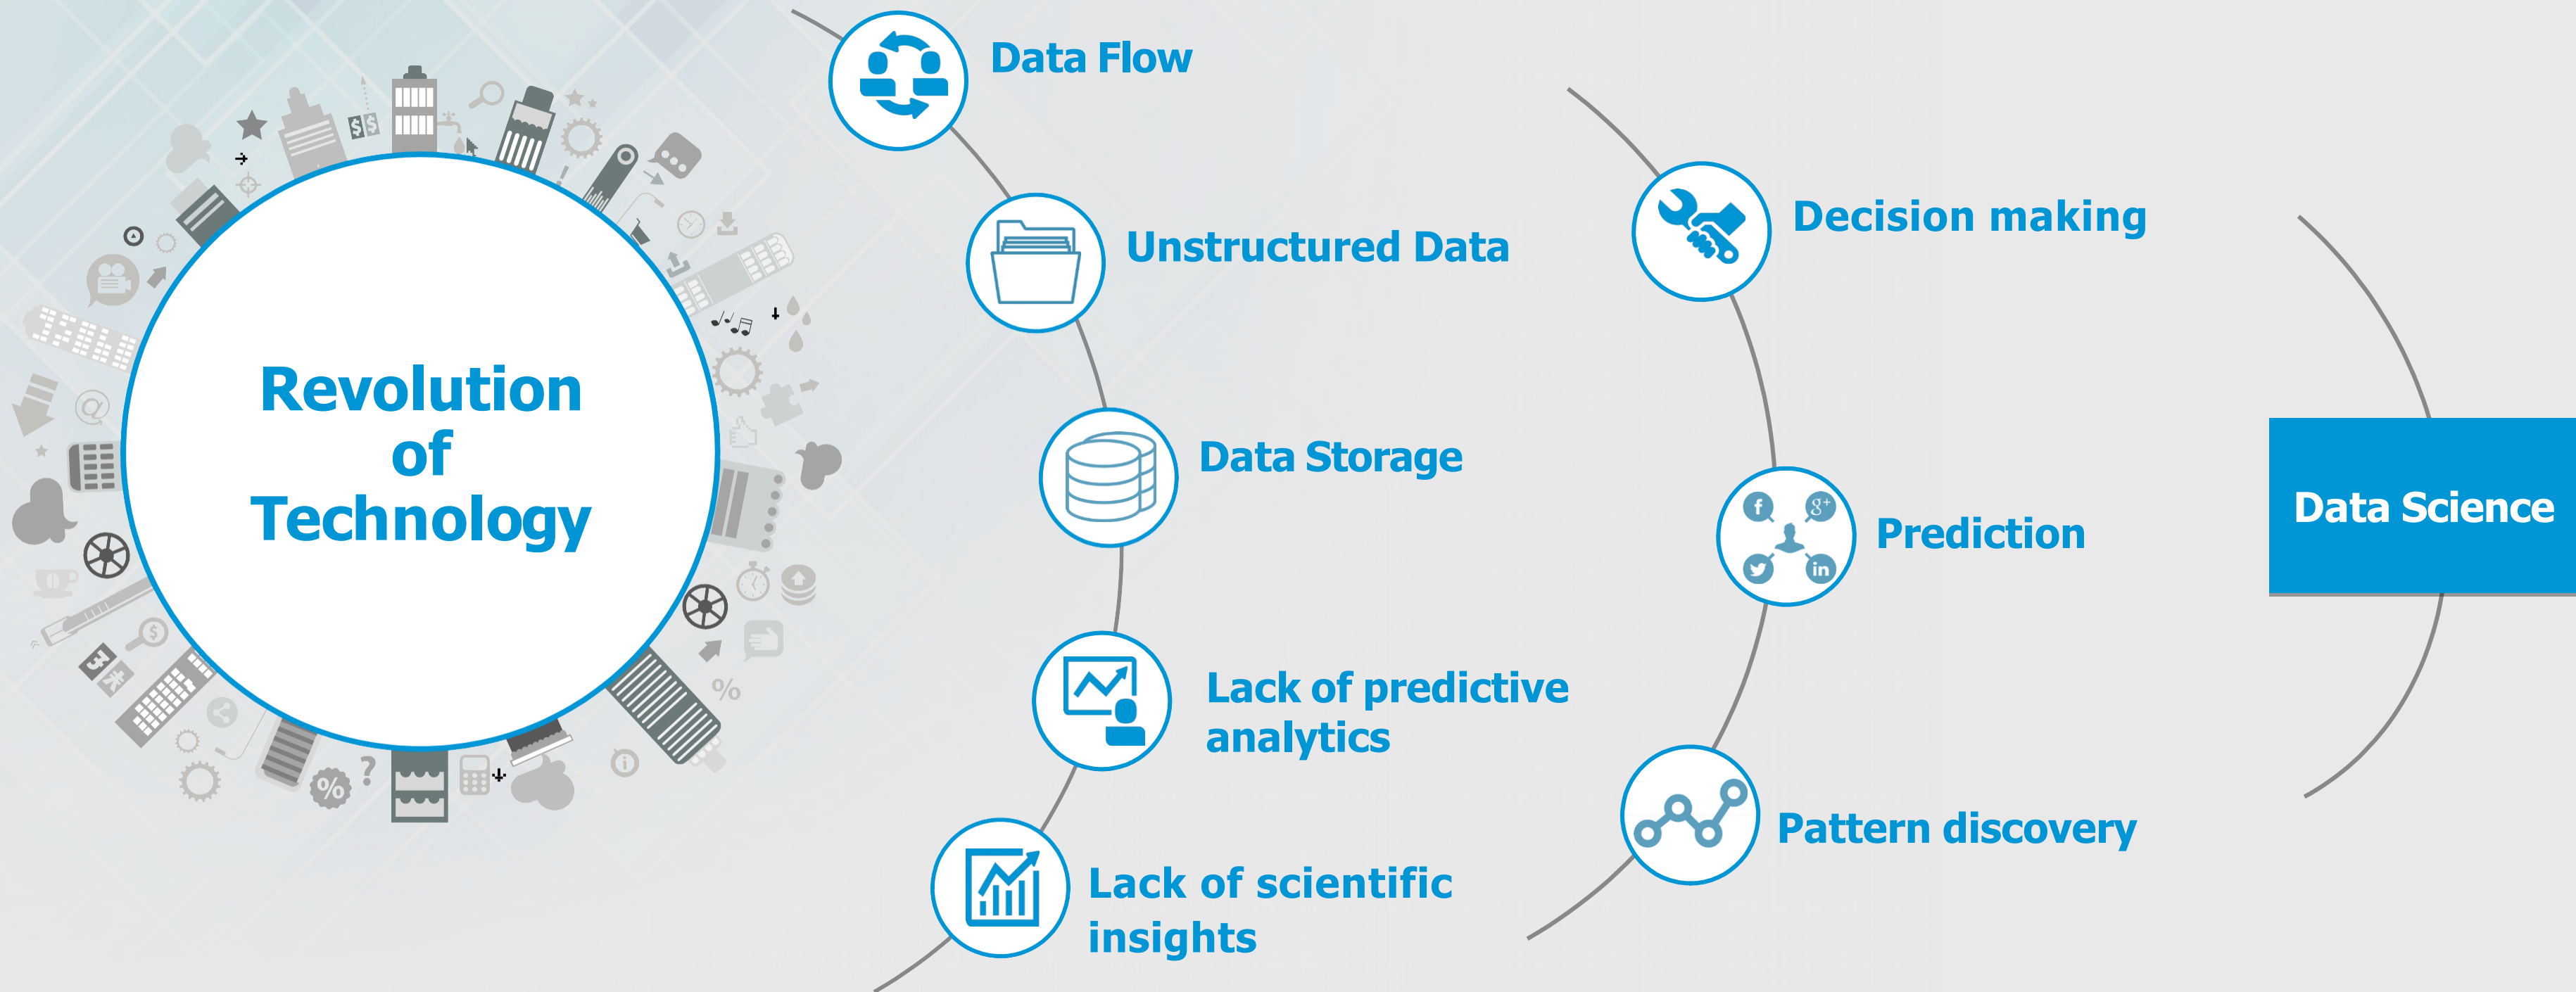 Revolution
of
Technology
Data Flow
Unstructured Data
Data Storage
Lack of predictive
analytics
Lack of scientific
insights
Decision making
Prediction
f
g+
in
Pattern discovery
Data Science
$$
@
$
%
?
%
i